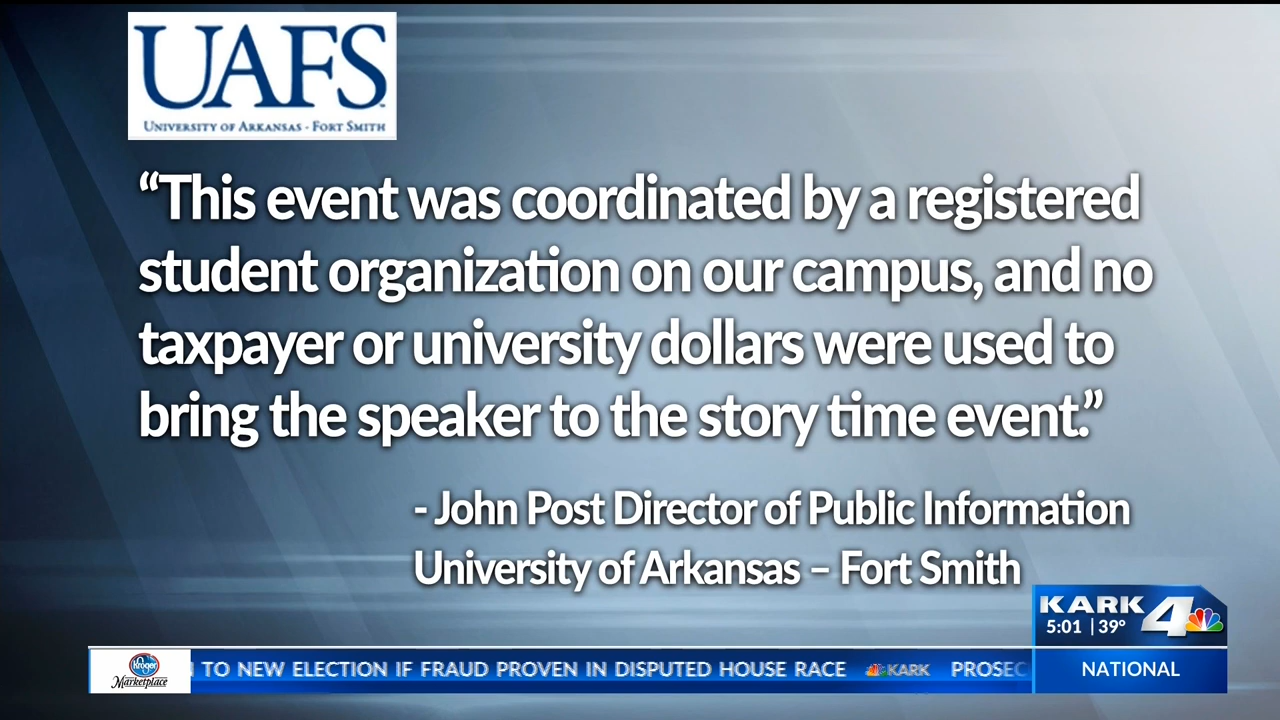 UAFS
UNIVERSITY OF ARKANSAS - FORT SMITH
“This event was coordinated by a registered
student organization on our campus, and no
taxpayer or university dollars were used to
bring the speaker to the story time event.”
- John Post Director of Public Information
University of Arkansas – Fort Smith
KARK 4
5:01 | 39°
Kroger
Marketplace
TO NEW ELECTION IF FRAUD PROVEN IN DISPUTED HOUSE RACE KARK PROSEC
NATIONAL